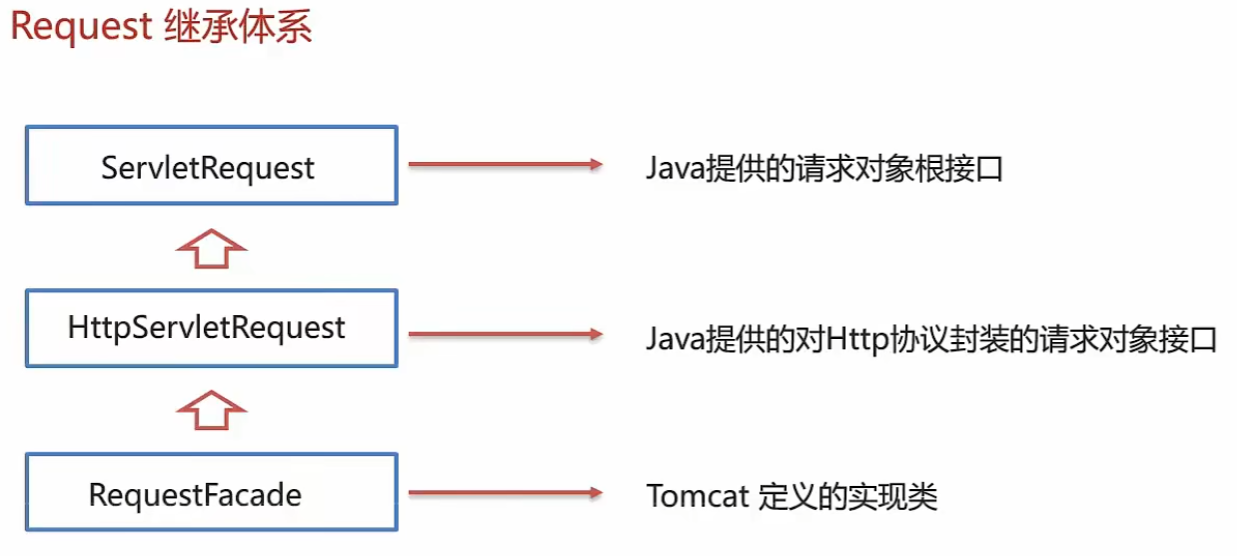 Request 继承体系
ServletRequest
Java提供的请求对象根接口
HttpServletRequest
Java提供的对Http协议封装的请求对象接口
RequestFacade
Tomcat 定义的实现类